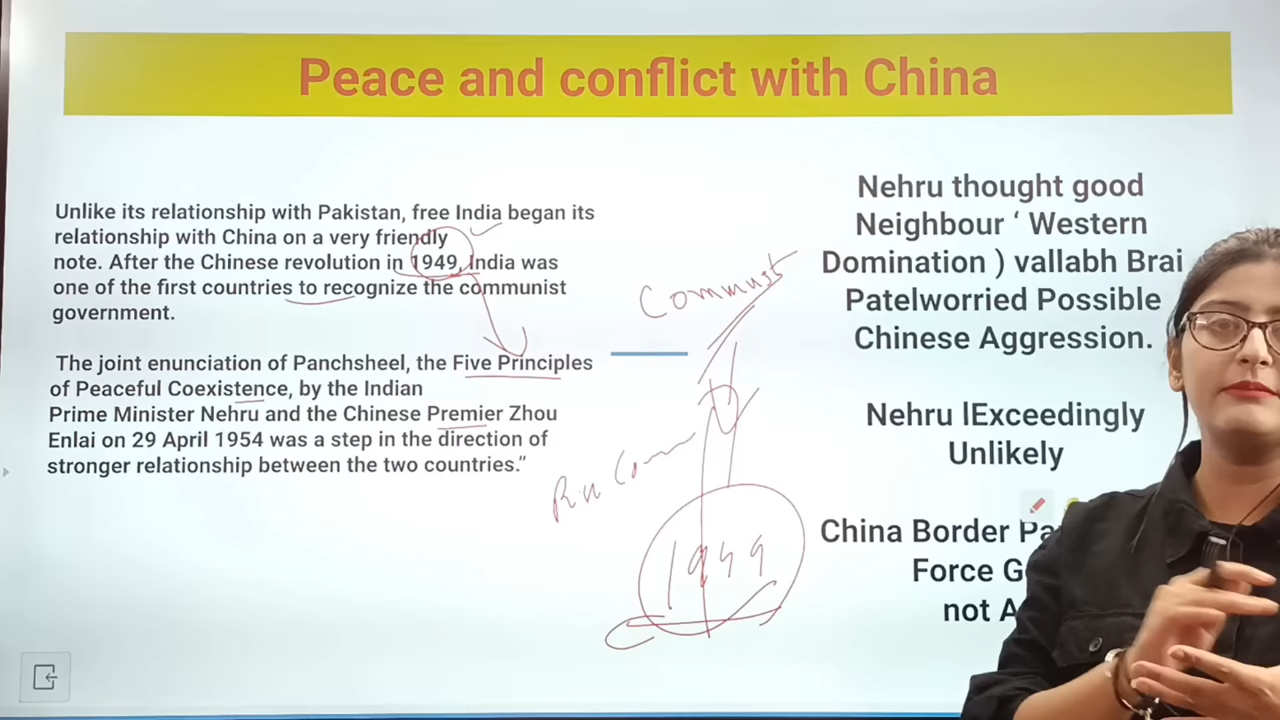 Peace and conflict with China
Unlike its relationship with Pakistan, free India began its
relationship with China on a very friendly
note. After the Chinese revolution in 1949, India was
one of the first countries to recognize the communist
government.
The joint enunciation of Panchsheel, the Five Principles
of Peaceful Coexistence, by the Indian
Prime Minister Nehru and the Chinese Premier Zhou
Enlai on 29 April 1954 was a step in the direction of
stronger relationship between the two countries.”
1949
Nehru thought good
Neighbour ‘ Western
Domination ) vallabh Brai
Patelworried Possible
Chinese Aggression.
Nehru lExceedingly
Unlikely
China Border
Force
not